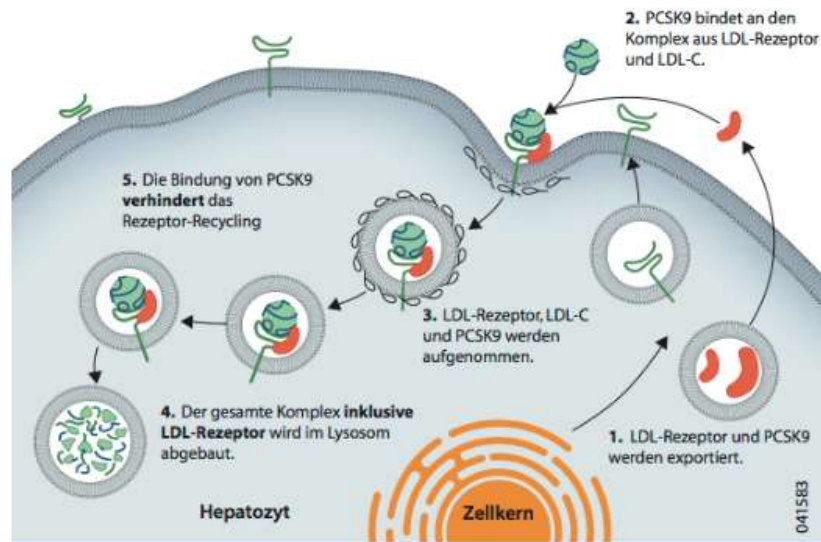 2. PCSK9 bindet an den
Komplex aus LDL-Rezeptor
und LDL-C.
5. Die Bindung von PCSK9
verhindert das
Rezeptor-Recycling
3. LDL-Rezeptor, LDL-C
und PCSK9 werden
aufgenommen.
4. Der gesamte Komplex inklusive
LDL-Rezeptor wird im Lysosom
abgebaut.
1. LDL-Rezeptor und PCSK9
werden exportiert.
Hepatozyt
Zellkern
041583